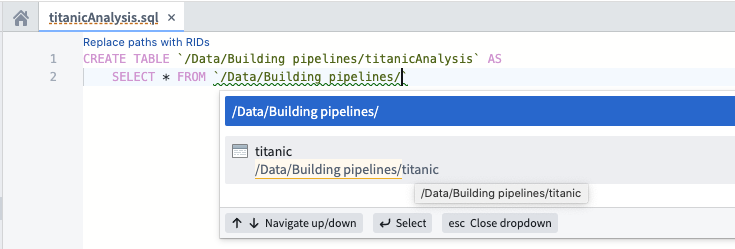 titanicAnalysis.sql ×
Replace paths with RIDs
1 CREATE TABLE `/Data/Building pipelines/titanicAnalysis` AS
2 SELECT * FROM `/Data/Building pipelines/`
/Data/Building pipelines/
titanic
/Data/Building pipelines/titanic
/Data/Building pipelines/titanic
↑ ↓ Navigate up/down ↵ Select esc Close dropdown